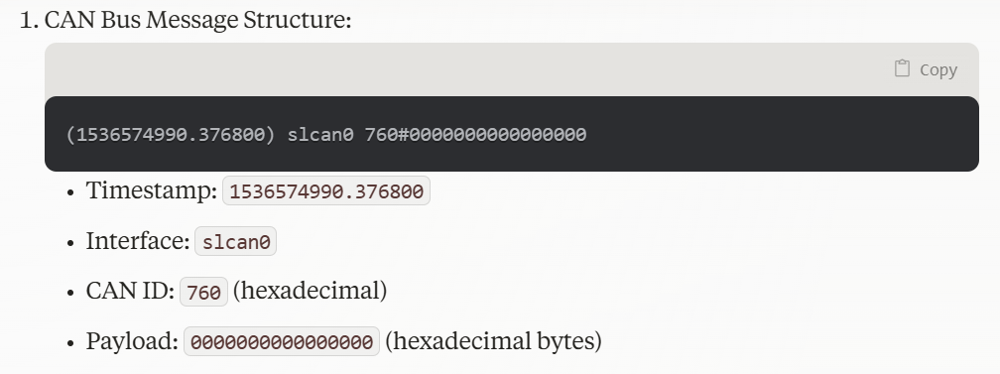 1. CAN Bus Message Structure:
Copy
(1536574990.376800) slcan0 760#0000000000000000
• Timestamp: 1536574990.376800
• Interface: slcan0
• CAN ID: 760 (hexadecimal)
• Payload: 0000000000000000 (hexadecimal bytes)